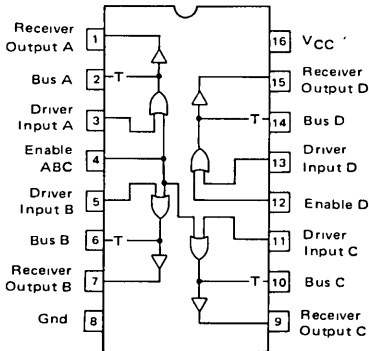 Receiver
Output A
1
Bus A
2
T
Driver
Input A
3
Enable
ABC
4
Driver
Input B
5
Bus B
6
T
Receiver
Output B
7
Gnd
8
16
VCC
15
Receiver
Output D
T
14
Bus D
13
Driver
Input D
12
Enable D
11
Driver
Input C
T
10
Bus C
9
Receiver
Output C